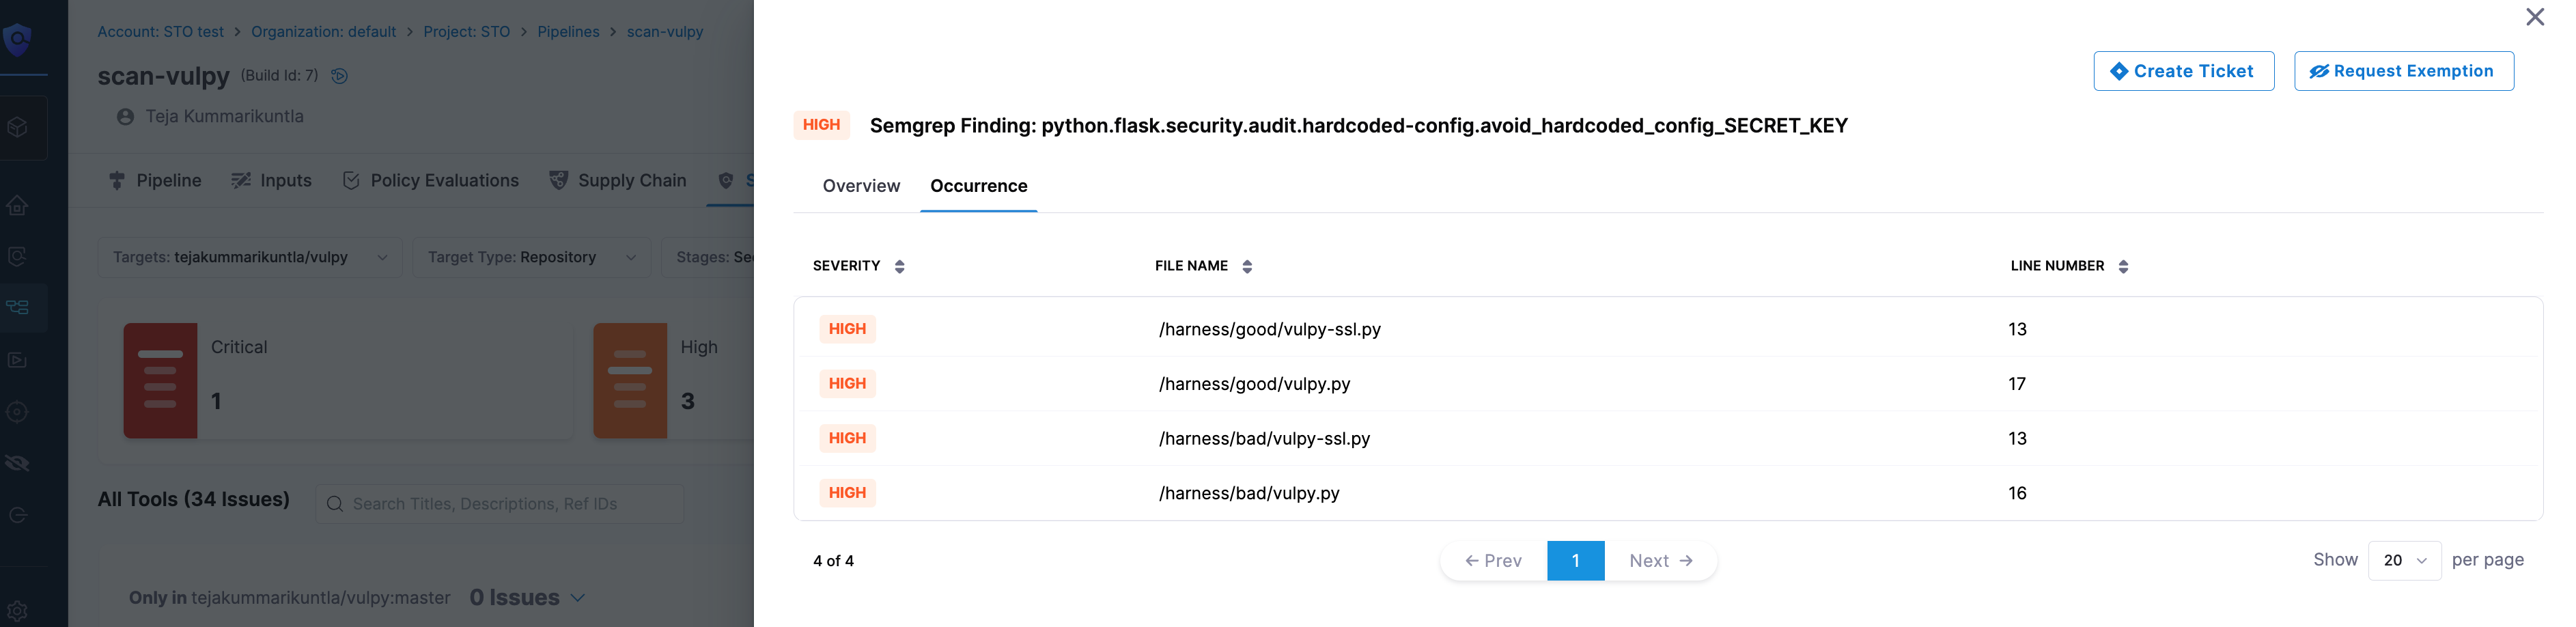 Account: STO test > Organization: default > Project: STO > Pipelines > scan-vulpy
scan-vulpy (Build Id: 7)
Teja Kummarikuntla
Pipeline Inputs Policy Evaluations Supply Chain S
Targets: tejakummarikuntla/vulpy Target Type: Repository Stages: Se
Critical
1
High
3
All Tools (34 Issues) Search Titles, Descriptions, Ref IDs
Only in tejakummarikuntla/vulpy:master 0 Issues
Create Ticket Request Exemption
HIGH Semgrep Finding: python.flask.security.audit.hardcoded-config.avoid_hardcoded_config_SECRET_KEY
Overview Occurrence
SEVERITY FILE NAME LINE NUMBER
HIGH /harness/good/vulpy-ssl.py 13
HIGH /harness/good/vulpy.py 17
HIGH /harness/bad/vulpy-ssl.py 13
HIGH /harness/bad/vulpy.py 16
4 of 4 ← Prev 1 Next → Show 20 per page